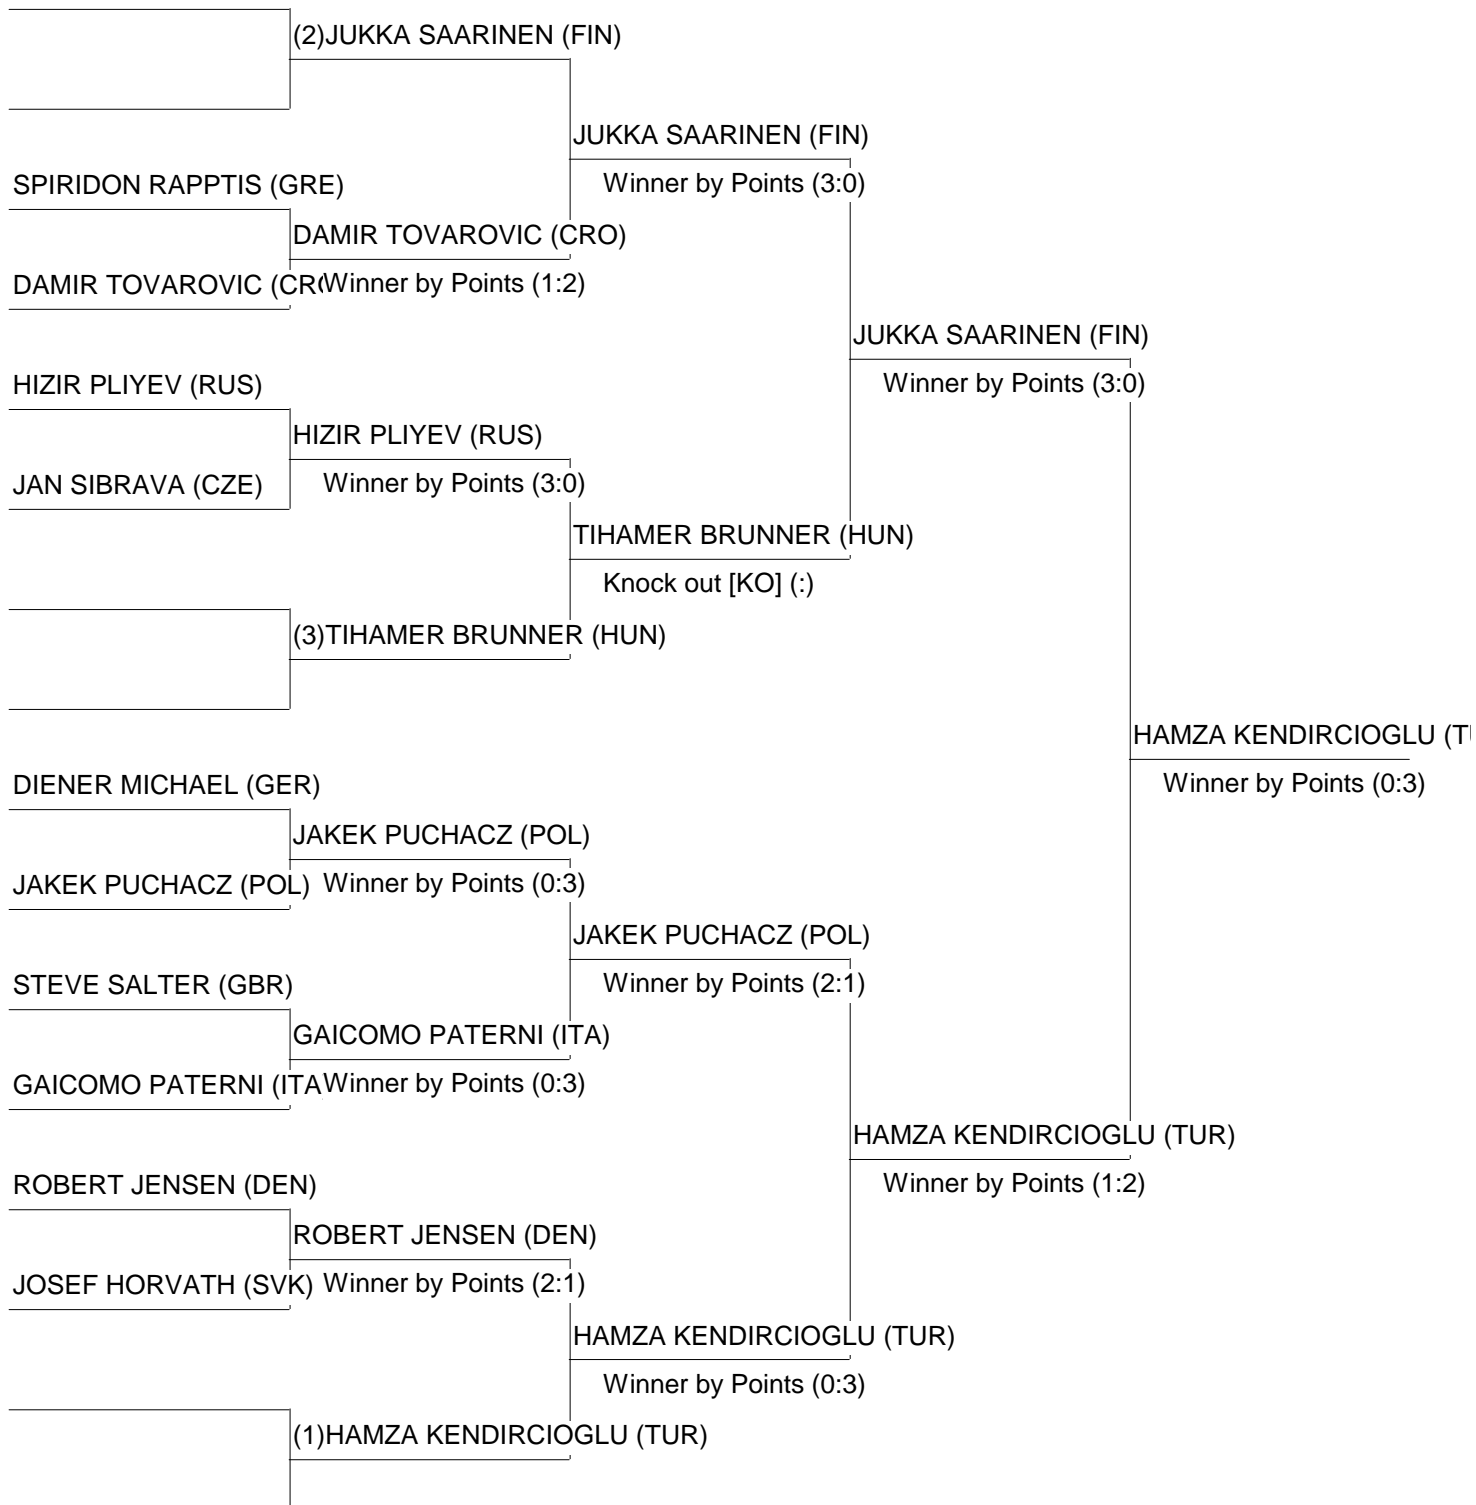 (2)JUKKA SAARINEN (FIN)
JUKKA SAARINEN (FIN)
Winner by Points (3:0)
SPIRIDON RAPPTIS (GRE)
DAMIR TOVAROVIC (CRO)
DAMIR TOVAROVIC (CR
Winner by Points (1:2)
JUKKA SAARINEN (FIN)
Winner by Points (3:0)
HIZIR PLIYEV (RUS)
HIZIR PLIYEV (RUS)
JAN SIBRAVA (CZE)
Winner by Points (3:0)
TIHAMER BRUNNER (HUN)
Knock out [KO] (:)
(3)TIHAMER BRUNNER (HUN)
HAMZA KENDIRCIOGLU (TU
Winner by Points (0:3)
DIENER MICHAEL (GER)
JAKEK PUCHACZ (POL)
JAKEK PUCHACZ (POL)
Winner by Points (0:3)
JAKEK PUCHACZ (POL)
Winner by Points (2:1)
STEVE SALTER (GBR)
GAICOMO PATERNI (ITA)
GAICOMO PATERNI (ITA
Winner by Points (0:3)
HAMZA KENDIRCIOGLU (TUR)
Winner by Points (1:2)
ROBERT JENSEN (DEN)
ROBERT JENSEN (DEN)
JOSEF HORVATH (SVK)
Winner by Points (2:1)
HAMZA KENDIRCIOGLU (TUR)
Winner by Points (0:3)
(1)HAMZA KENDIRCIOGLU (TUR)